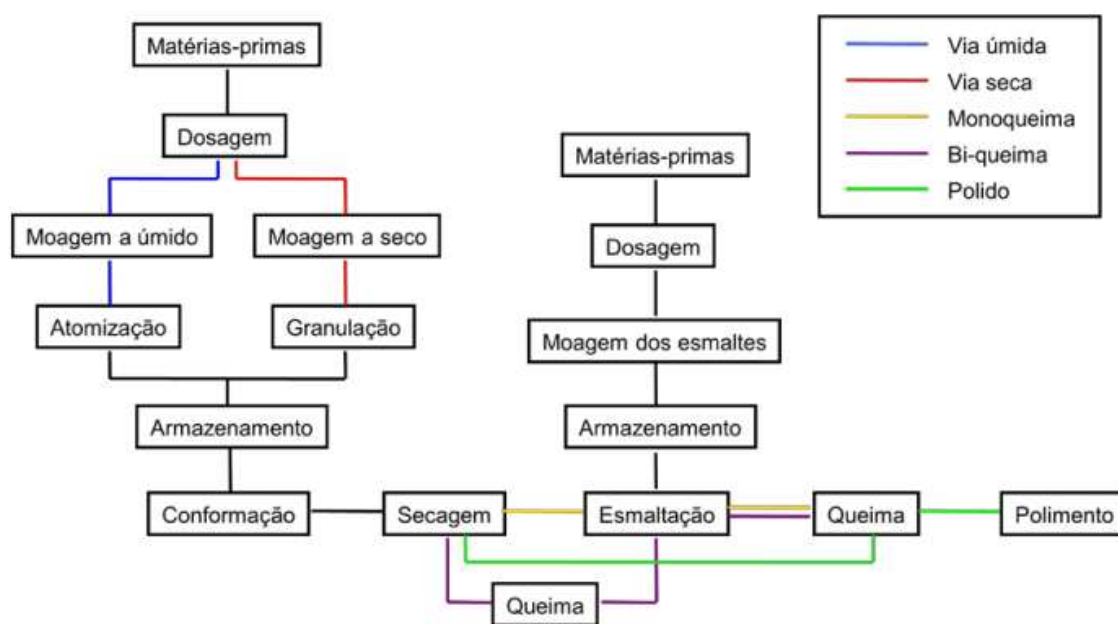 Matérias-primas
Dosagem
Moagem a úmido
Moagem a seco
Atomização
Granulação
Armazenamento
Conformação
Secagem
Matérias-primas
Dosagem
Moagem dos esmaltes
Armazenamento
Esmaltação
Queima
Polimento
Queima
Via úmida
Via seca
Monoqueima
Bi-queima
Polido